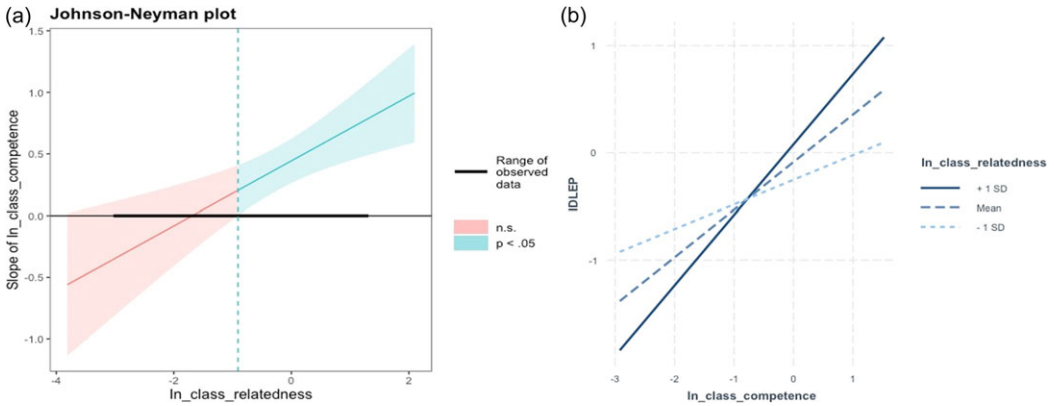 (a)
Johnson-Neyman plot
Slope of In_class_competence
1.5
1.0
0.5
0.0
-0.5
-1.0
-4
-2
0
2
In_class_relatedness
Range of
observed
data
n.s.
p < .05
(b)
IDLEP
1
0
-1
-3
-2
-1
0
1
In_class_competence
In_class_relatedness
+ 1 SD
Mean
- 1 SD